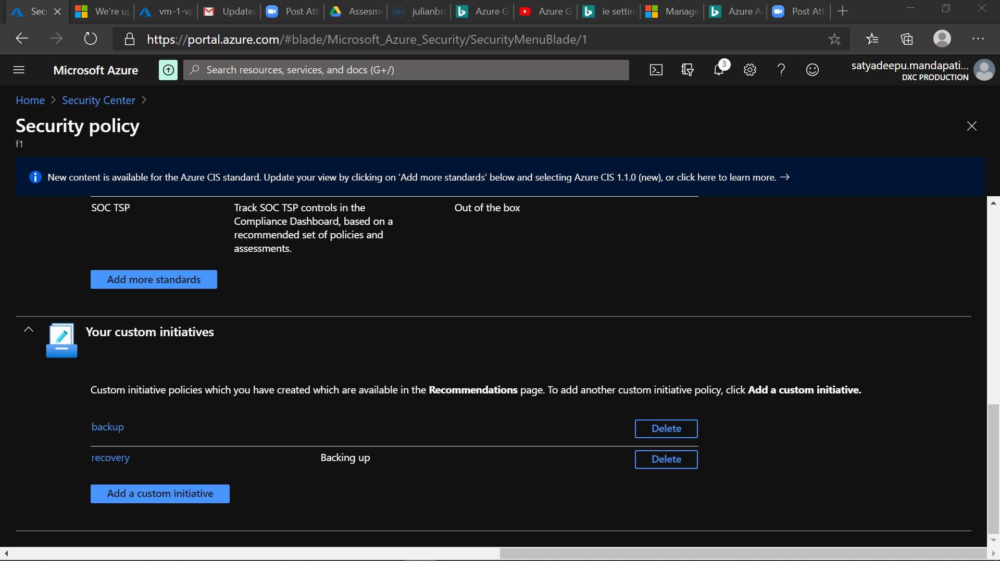 Sec
We're up
vm-1-vp
Updated
Post Att
Assesme
julianbre
Azure G
Azure G
ie settin
Manage
Azure A
Post Att
https://portal.azure.com/#blade/Microsoft_Azure_Security/SecurityMenuBlade/1
Microsoft Azure
Search resources, services, and docs (G+/)
3
satyadeepu.mandapati...
DXC PRODUCTION
Home > Security Center >
Security policy
f1
New content is available for the Azure CIS standard. Update your view by clicking on 'Add more standards' below and selecting Azure CIS 1.1.0 (new), or click here to learn more. →
SOC TSP
Track SOC TSP controls in the
Compliance Dashboard, based on a
recommended set of policies and
assessments.
Out of the box
Add more standards
Your custom initiatives
Custom initiative policies which you have created which are available in the Recommendations page. To add another custom initiative policy, click Add a custom initiative.
backup
Delete
recovery
Backing up
Delete
Add a custom initiative